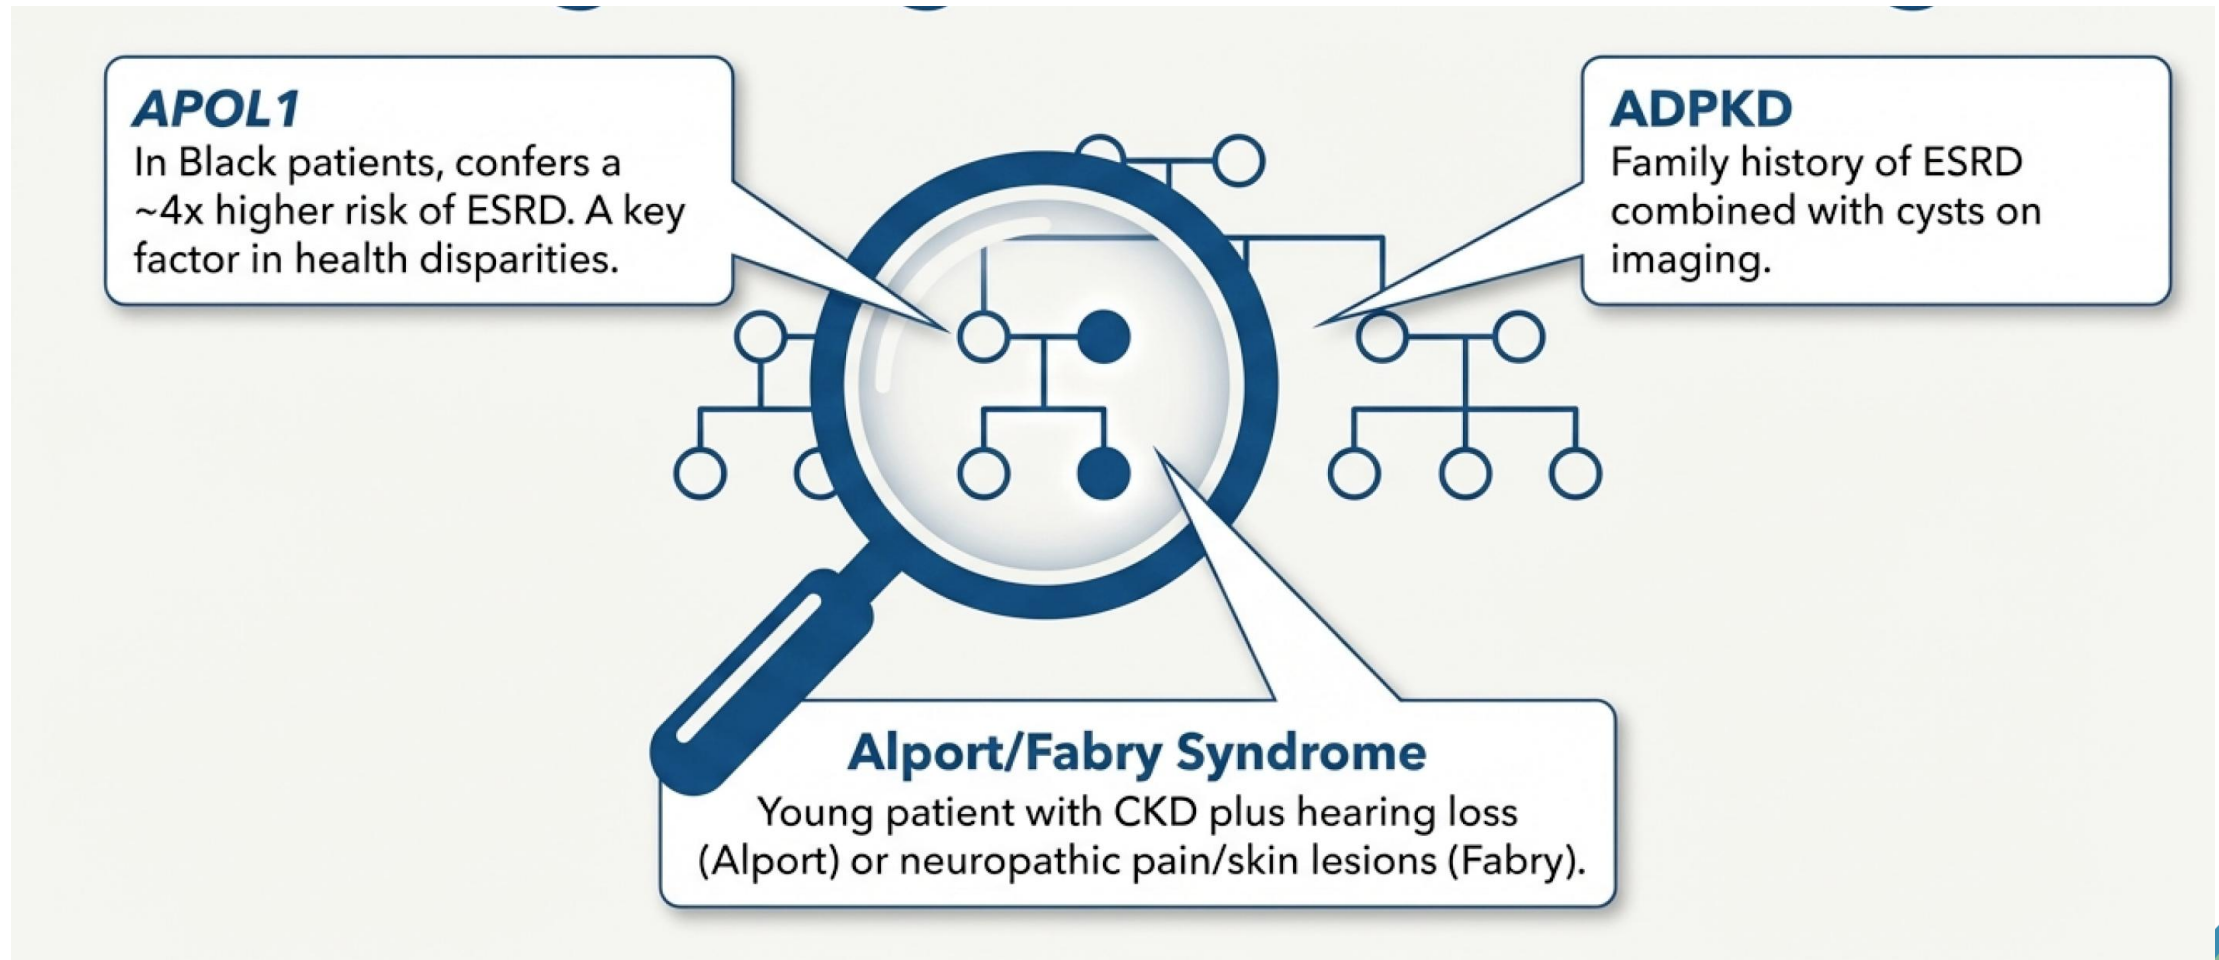 APOL1
In Black patients, confers a
~4x higher risk of ESRD. A key
factor in health disparities.
ADPKD
Family history of ESRD
combined with cysts on
imaging.
Alport/Fabry Syndrome
Young patient with CKD plus hearing loss
(Alport) or neuropathic pain/skin lesions (Fabry).